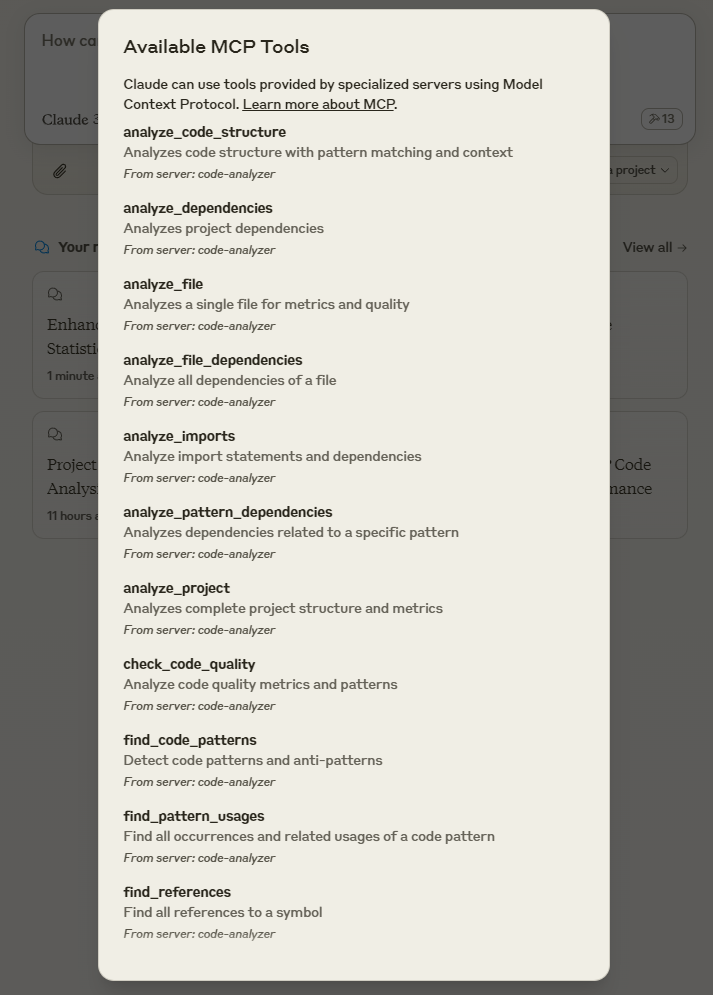 Available MCP Tools
Claude can use tools provided by specialized servers using Model
Context Protocol. Learn more about MCP.
analyze_code_structure
Analyzes code structure with pattern matching and context
From server: code-analyzer
analyze_dependencies
Analyzes project dependencies
From server: code-analyzer
analyze_file
Analyzes a single file for metrics and quality
From server: code-analyzer
analyze_file_dependencies
Analyze all dependencies of a file
From server: code-analyzer
analyze_imports
Analyze import statements and dependencies
From server: code-analyzer
analyze_pattern_dependencies
Analyzes dependencies related to a specific pattern
From server: code-analyzer
analyze_project
Analyzes complete project structure and metrics
From server: code-analyzer
check_code_quality
Analyze code quality metrics and patterns
From server: code-analyzer
find_code_patterns
Detect code patterns and anti-patterns
From server: code-analyzer
find_pattern_usages
Find all occurrences and related usages of a code pattern
From server: code-analyzer
find_references
Find all references to a symbol
From server: code-analyzer
How
Claude
13
project
View all →
1 minute
Project
Code
11 hours